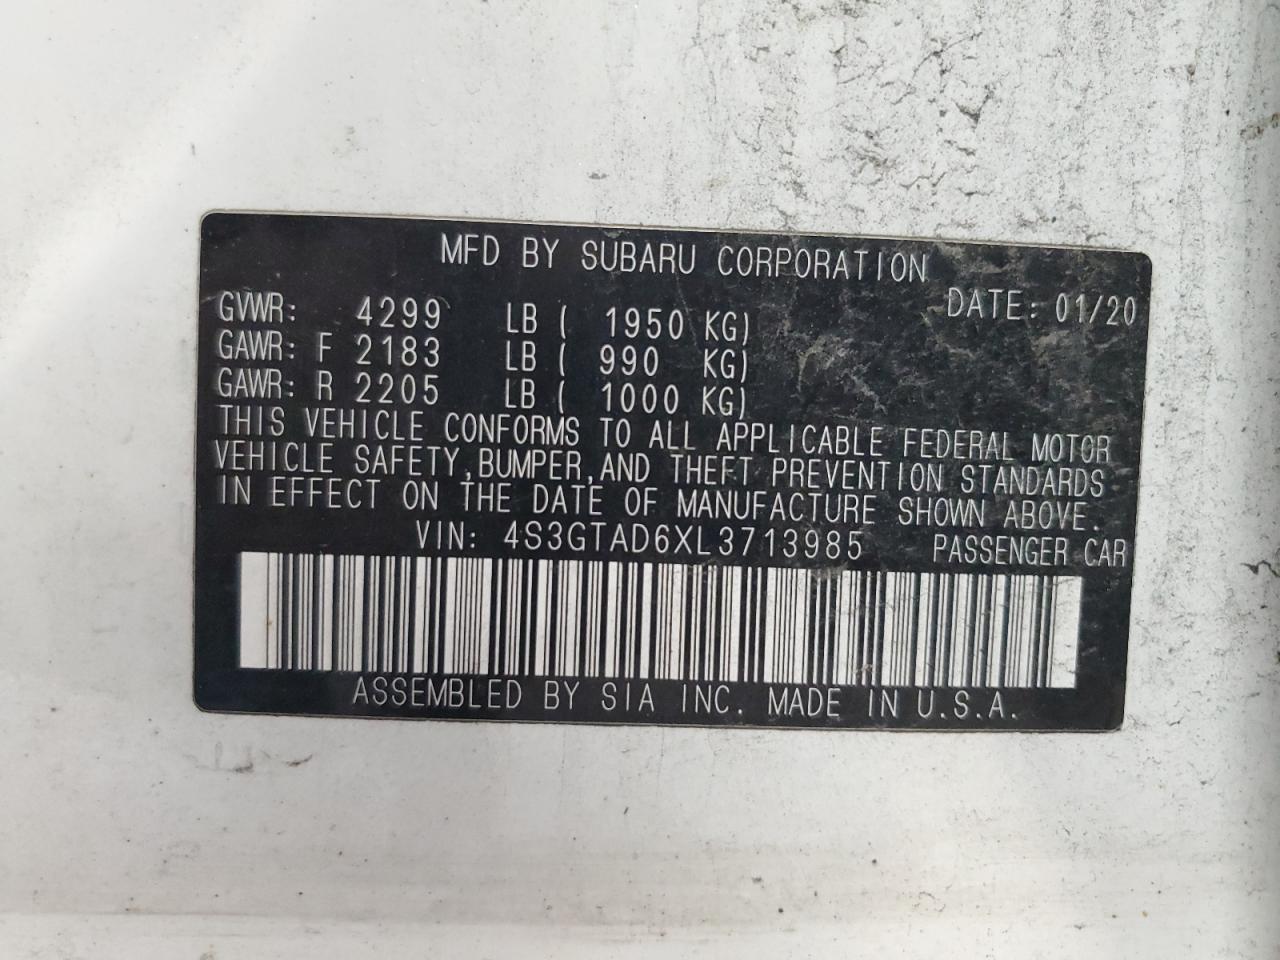 MFD BY SUBARU CORPORATION
DATE: 01/20
GVWR: 4299 LB ( 1950 KG)
GAWR: F 2183 LB ( 990 KG)
GAWR: R 2205 LB ( 1000 KG)
THIS VEHICLE CONFORMS TO ALL APPLICABLE FEDERAL MOTOR
VEHICLE SAFETY,BUMPER,AND THEFT PREVENTION STANDARDS
IN EFFECT ON THE DATE OF MANUFACTURE SHOWN ABOVE.
VIN: 4S3GTAD6XL3713985 PASSENGER CAR
ASSEMBLED BY SIA INC. MADE IN U.S.A.